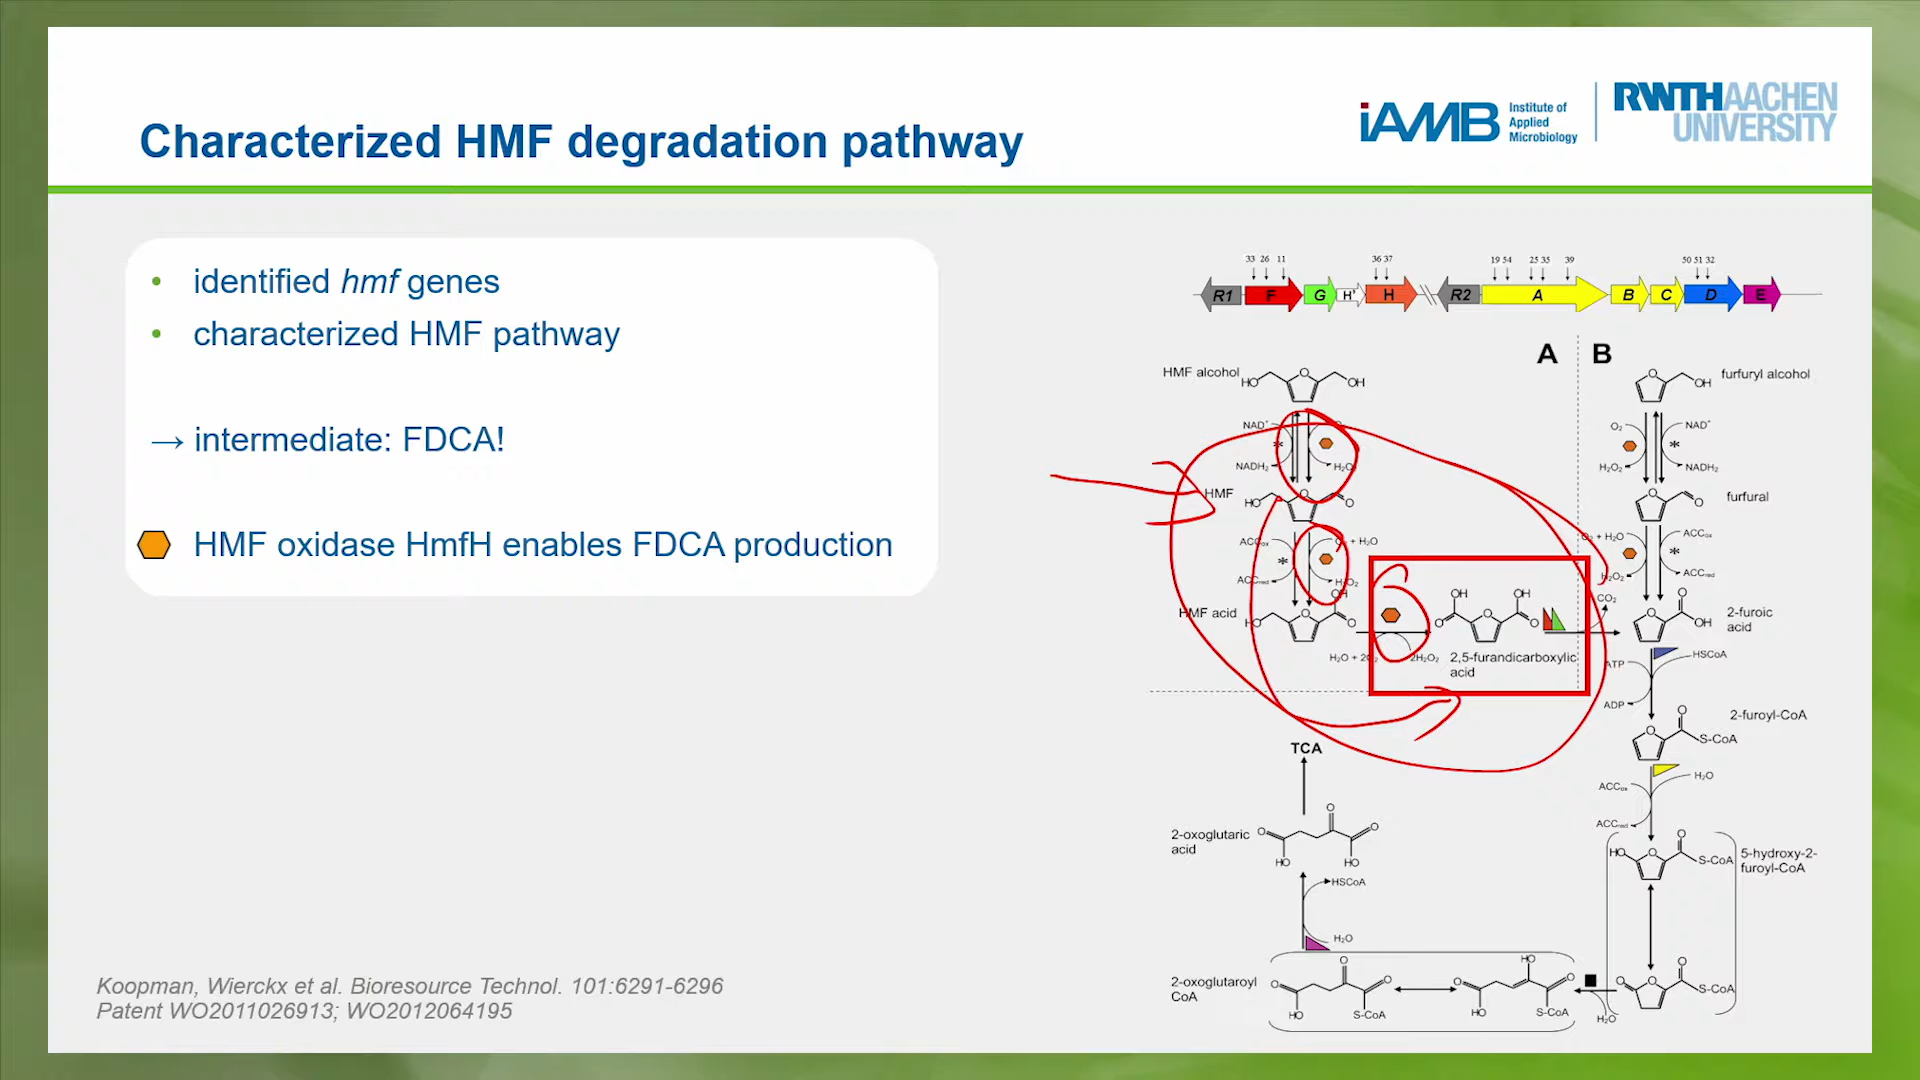 Characterized HMF degradation pathway
iAMB
Institute of
Applied
Microbiology
RWTHAACHEN
UNIVERSITY
• identified hmf genes
• characterized HMF pathway
→ intermediate: FDCA!
HMF oxidase HmfH enables FDCA production
Koopman, Wierckx et al. Bioresource Technol. 101:6291-6296
Patent WO2011026913; WO2012064195
33 26 11 36 37 19 54 25 35 39 50 51 32
R1 F G H' H R2 A B C D E
A B
HMF alcohol
HO O OH
NAD⁺
*
NADH₂
H₂O
HMF
HO O O
ACCox
+ H₂O
*
ACCred
H₂O₂
HMF acid
HO O OH O
H₂O + 2O₂
2H₂O₂
OH OH
O O O
2,5-furandicarboxylic
acid
CO₂
furfuryl alcohol
O OH
O₂ NAD⁺
*
H₂O₂ NADH₂
furfural
O O
O₂ + H₂O ACCox
*
H₂O₂ ACCred
2-furoic
acid
O O OH
ATP HSCoA
ADP
2-furoyl-CoA
O O S-CoA
ACCox H₂O
ACCred
5-hydroxy-2-
furoyl-CoA
HO O O S-CoA
O O O S-CoA
H₂O
2-oxoglutaroyl
CoA
O O O HO S-CoA
HO O O HO S-CoA
H₂O
HSCoA
2-oxoglutaric
acid
O O O HO HO
TCA